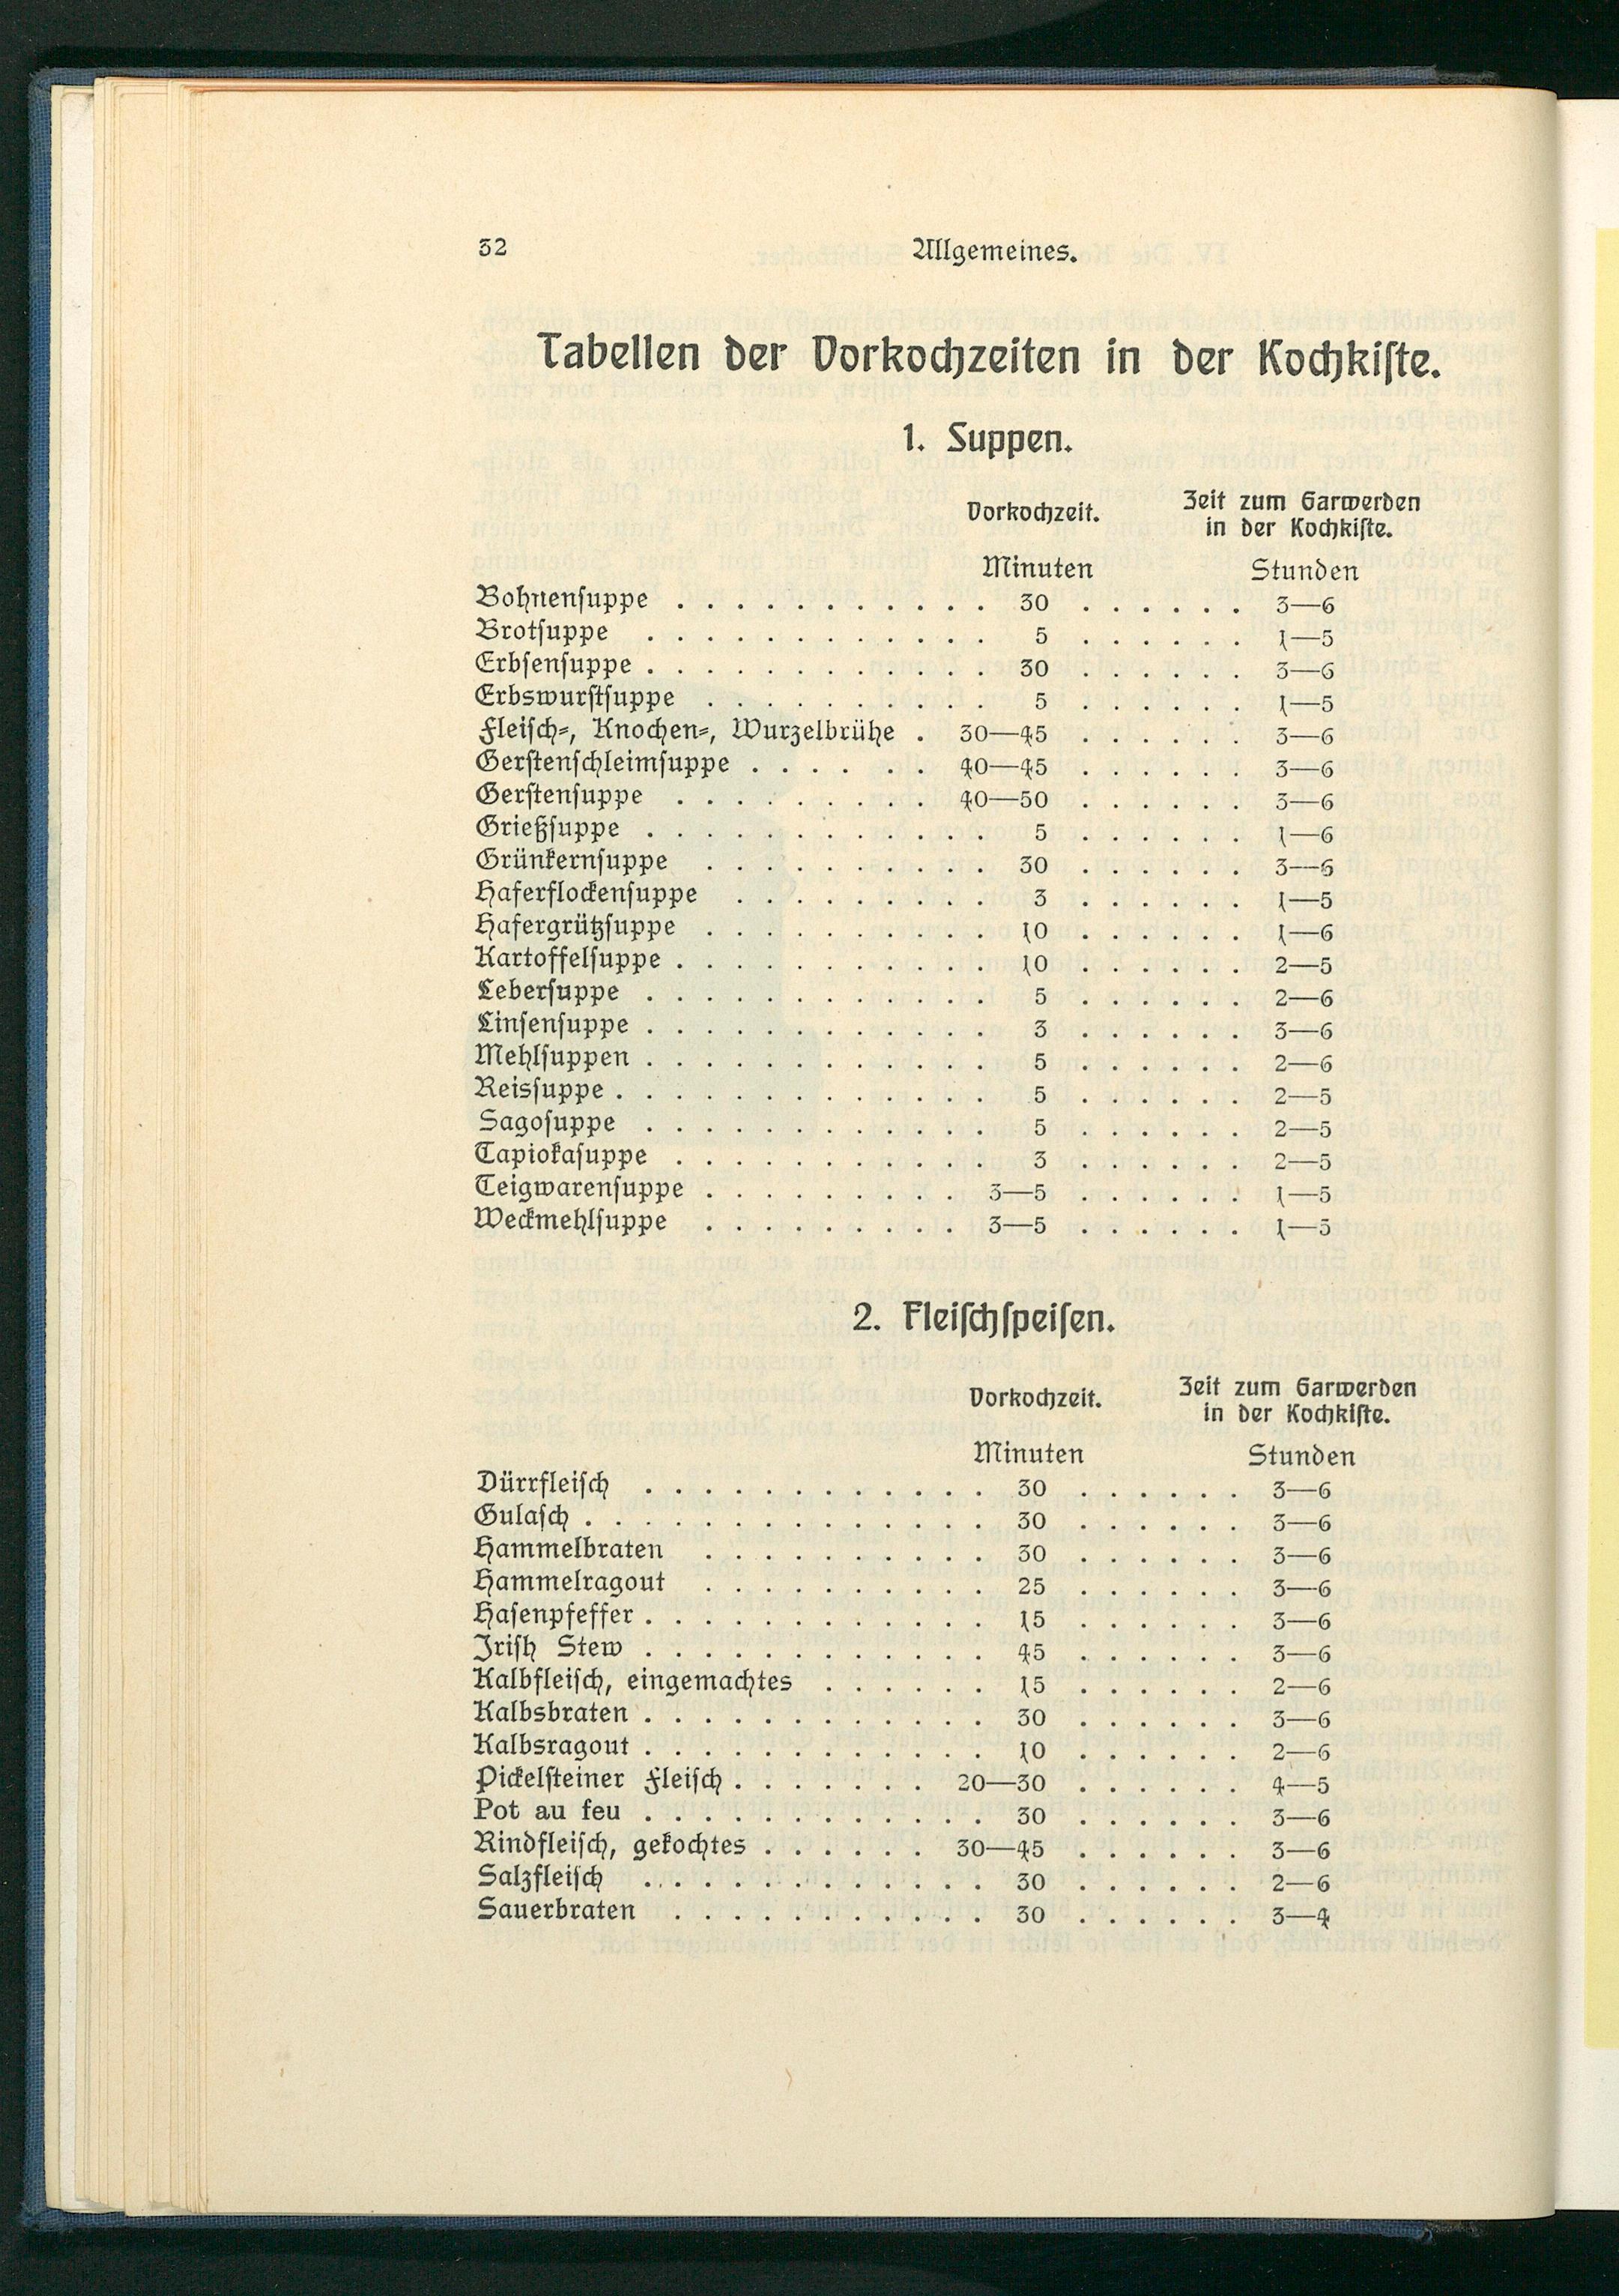 32 Allgemeines.
Tabellen der Vorkochzeiten in der Kochkiſte.
1. Suppen.
Vorkochzeit. Zeit zum Garwerden
in der Kochkiſte.
Minuten Stunden
Bohnenſuppe . . . . . . . . . . . 30 . . . . . . 3—6
Brotſuppe . . . . . . . . . . . . 5 . . . . . . 1—5
Erbſenſuppe . . . . . . . . . . . . 30 . . . . . . 3—6
Erbswurſtſuppe . . . . . . . . . . 5 . . . . . . 1—5
Fleiſch-, Knochen-, Wurzelbrühe . 30—45 . . . . . . 3—6
Gerſtenſchleimſuppe . . . . . . . 40—45 . . . . . . 3—6
Gerſtenſuppe . . . . . . . . . 40—50 . . . . . . 3—6
Grießſuppe . . . . . . . . . . . . 5 . . . . . . 1—6
Grünkernſuppe . . . . . . . . . . 30 . . . . . . 3—6
Haferflockenſuppe . . . . . . . . . 3 . . . . . . 1—5
Hafergrützſuppe . . . . . . . . . . 10 . . . . . . 1—6
Kartoffelſuppe . . . . . . . . . . . 10 . . . . . . 2—5
Leberſuppe . . . . . . . . . . . . 5 . . . . . . 2—6
Linſenſuppe . . . . . . . . . . . . 3 . . . . . . 3—6
Mehlſuppen . . . . . . . . . . . . 5 . . . . . . 2—6
Reisſuppe . . . . . . . . . . . . . 5 . . . . . . 2—5
Sagoſuppe . . . . . . . . . . . . 5 . . . . . . 2—5
Tapiokaſuppe . . . . . . . . . . . 3 . . . . . . 2—5
Teigwarenſuppe . . . . . . . . . 3—5 . . . . . . 1—5
Weckmehlſuppe . . . . . . . . . 3—5 . . . . . . 1—5
2. Fleiſchſpeiſen.
Vorkochzeit. Zeit zum Garwerden
in der Kochkiſte.
Minuten Stunden
Dürrfleiſch . . . . . . . . . . . . 30 . . . . . . 3—6
Gulaſch . . . . . . . . . . . . . . 30 . . . . . . 3—6
Hammelbraten . . . . . . . . . . 30 . . . . . . 3—6
Hammelragout . . . . . . . . . . 25 . . . . . . 3—6
Haſenpfeffer . . . . . . . . . . . . 15 . . . . . . 3—6
Iriſh Stew . . . . . . . . . . . . 45 . . . . . . 3—6
Kalbfleiſch, eingemachtes . . . . . . 15 . . . . . . 2—6
Kalbsbraten . . . . . . . . . . . . 30 . . . . . . 3—6
Kalbsragout . . . . . . . . . . . . 10 . . . . . . 2—6
Pickelſteiner Fleiſch . . . . . . . 20—30 . . . . . . 4—5
Pot au feu . . . . . . . . . . . . 30 . . . . . . 3—6
Rindfleiſch, gekochtes . . . . . . 30—45 . . . . . . 3—6
Salzfleiſch . . . . . . . . . . . . 30 . . . . . . 2—6
Sauerbraten . . . . . . . . . . . 30 . . . . . . 3—4